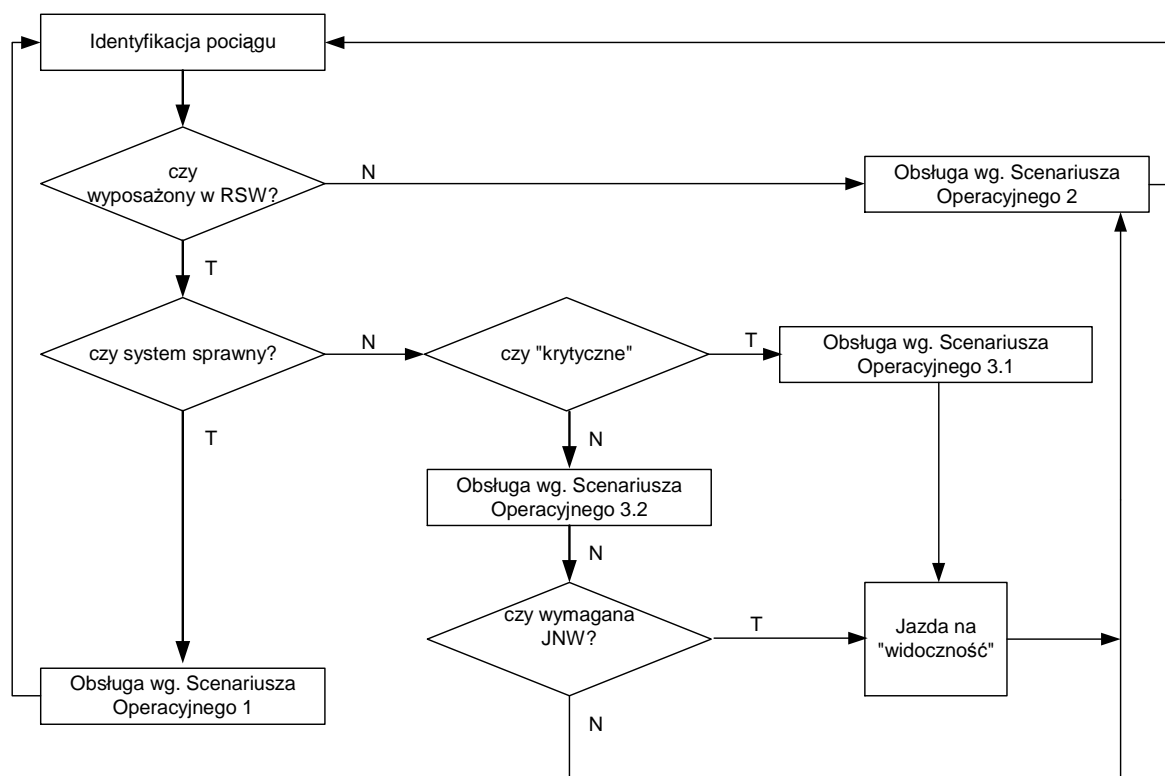 Identyfikacja pociągu
czy
wyposażony w RSW?
N
Obsługa wg. Scenariusza
Operacyjnego 2
T
czy system sprawny?
N
czy "krytyczne"
T
Obsługa wg. Scenariusza
Operacyjnego 3.1
T
N
Obsługa wg. Scenariusza
Operacyjnego 3.2
N
czy wymagana
JNW?
T
Jazda na
"widoczność"
Obsługa wg. Scenariusza
Operacyjnego 1
N